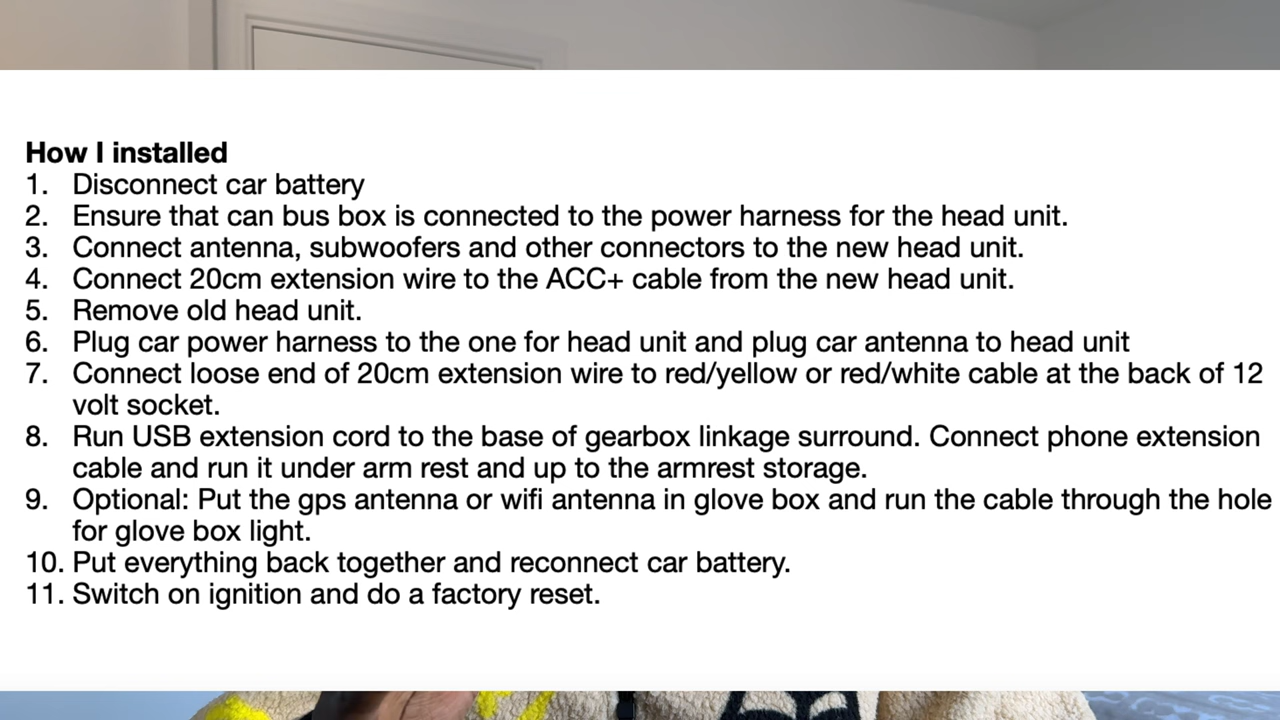 How I installed
1. Disconnect car battery
2. Ensure that can bus box is connected to the power harness for the head unit.
3. Connect antenna, subwoofers and other connectors to the new head unit.
4. Connect 20cm extension wire to the ACC+ cable from the new head unit.
5. Remove old head unit.
6. Plug car power harness to the one for head unit and plug car antenna to head unit
7. Connect loose end of 20cm extension wire to red/yellow or red/white cable at the back of 12
volt socket.
8. Run USB extension cord to the base of gearbox linkage surround. Connect phone extension
cable and run it under arm rest and up to the armrest storage.
9. Optional: Put the gps antenna or wifi antenna in glove box and run the cable through the hole
for glove box light.
10. Put everything back together and reconnect car battery.
11. Switch on ignition and do a factory reset.